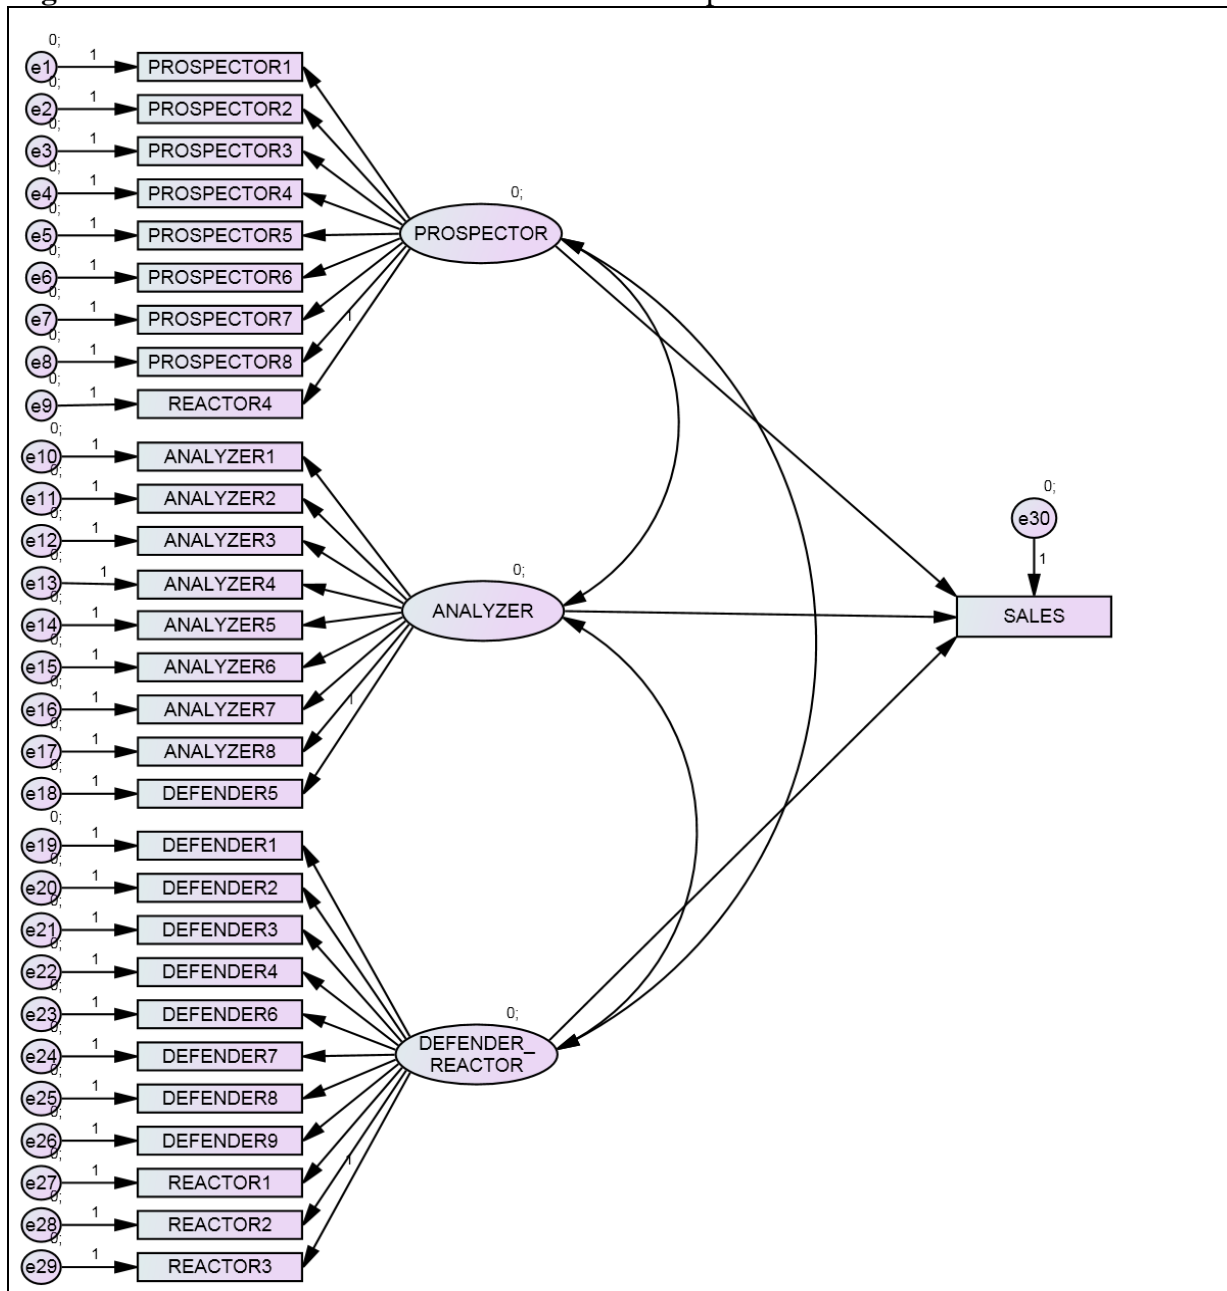 0;
e1 1 PROSPECTOR1
0;
e2 1 PROSPECTOR2
0;
e3 1 PROSPECTOR3
0;
e4 1 PROSPECTOR4
0;
e5 1 PROSPECTOR5
0;
e6 1 PROSPECTOR6
0;
e7 1 PROSPECTOR7
0;
e8 1 PROSPECTOR8
0;
e9 1 REACTOR4
1
0;
PROSPECTOR
0;
e10 1 ANALYZER1
0;
e11 1 ANALYZER2
0;
e12 1 ANALYZER3
0;
e13 1 ANALYZER4
0;
e14 1 ANALYZER5
0;
e15 1 ANALYZER6
0;
e16 1 ANALYZER7
0;
e17 1 ANALYZER8
0;
e18 1 DEFENDER5
1
0;
ANALYZER
0;
e30
1
SALES
0;
e19 1 DEFENDER1
0;
e20 1 DEFENDER2
0;
e21 1 DEFENDER3
0;
e22 1 DEFENDER4
0;
e23 1 DEFENDER6
0;
e24 1 DEFENDER7
0;
e25 1 DEFENDER8
0;
e26 1 DEFENDER9
0;
e27 1 REACTOR1
0;
e28 1 REACTOR2
0;
e29 1 REACTOR3
1
0;
DEFENDER_
REACTOR